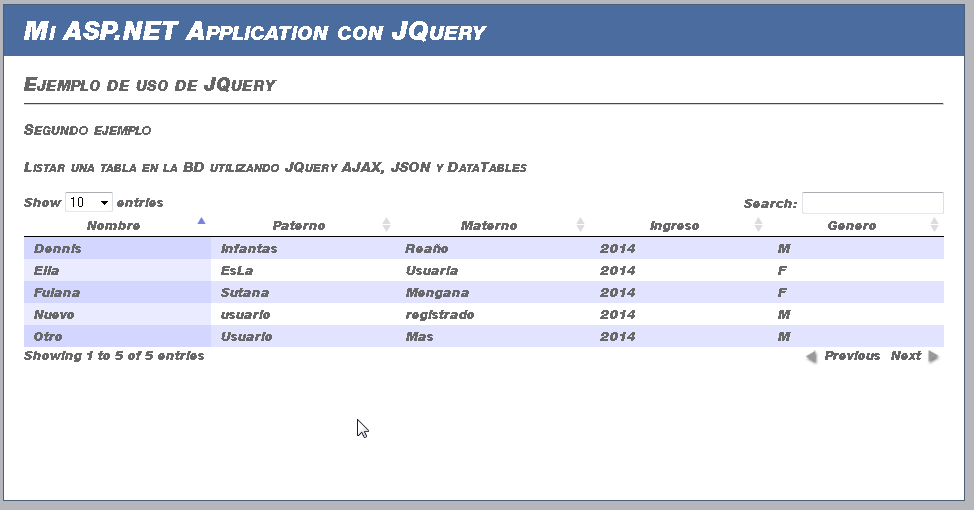 Mi ASP.NET Application con JQuery
Ejemplo de uso de JQuery
Segundo ejemplo
Listar una tabla en la BD utilizando JQuery AJAX, JSON y DataTables
Show 10 entries Search:
Nombre Paterno Materno Ingreso Genero
Dennis Infantas Reaño 2014 M
Ella EsLa Usuaria 2014 F
Fulana Sutana Mengana 2014 F
Nuevo usuario registrado 2014 M
Otro Usuario Mas 2014 M
Showing 1 to 5 of 5 entries Previous Next